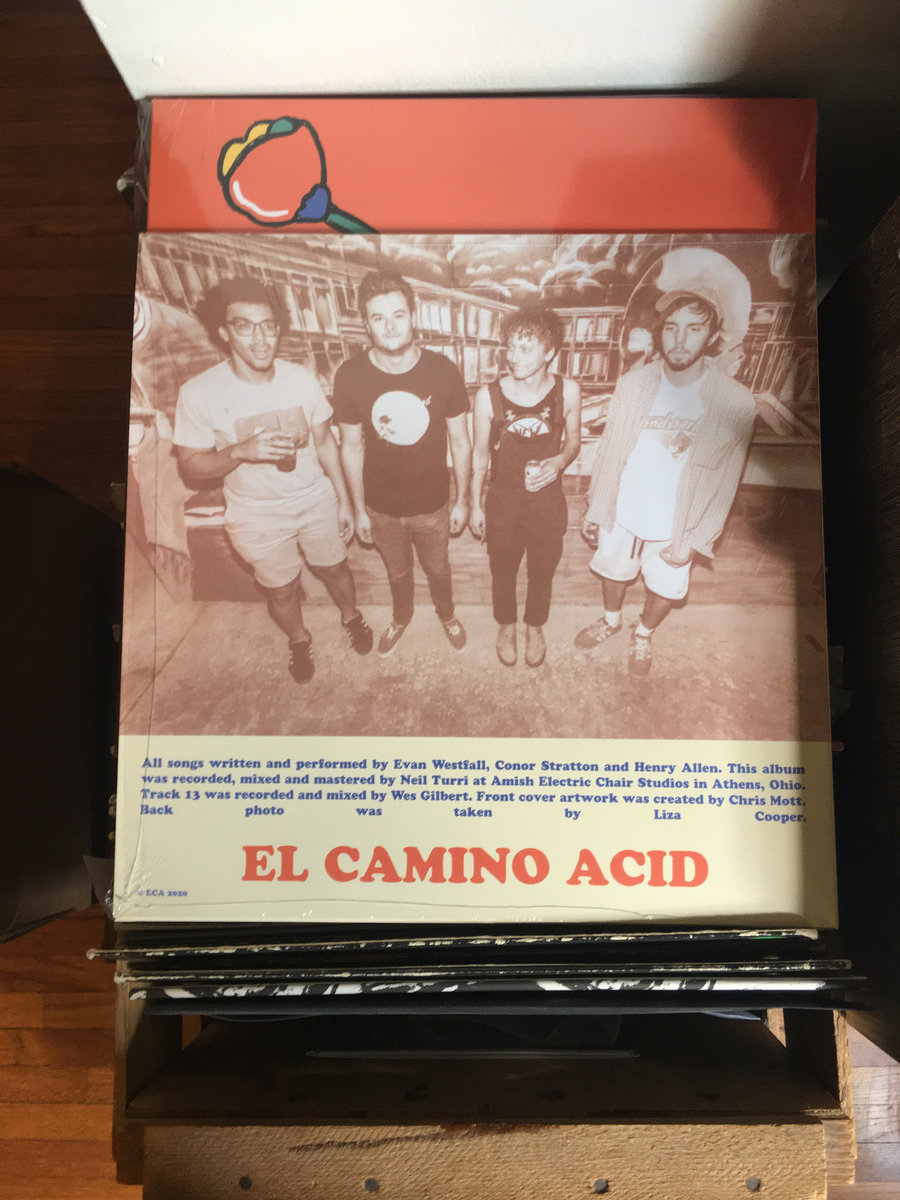 All songs written and performed by Evan Westfall, Conor Stratton and Henry Allen. This album
was recorded, mixed and mastered by Neil Turri at Amish Electric Chair Studios in Athens, Ohio.
Track 13 was recorded and mixed by Wes Gilbert. Front cover artwork was created by Chris Mott.
Back photo was taken by Liza Cooper.
EL CAMINO ACID
© ECA 2020